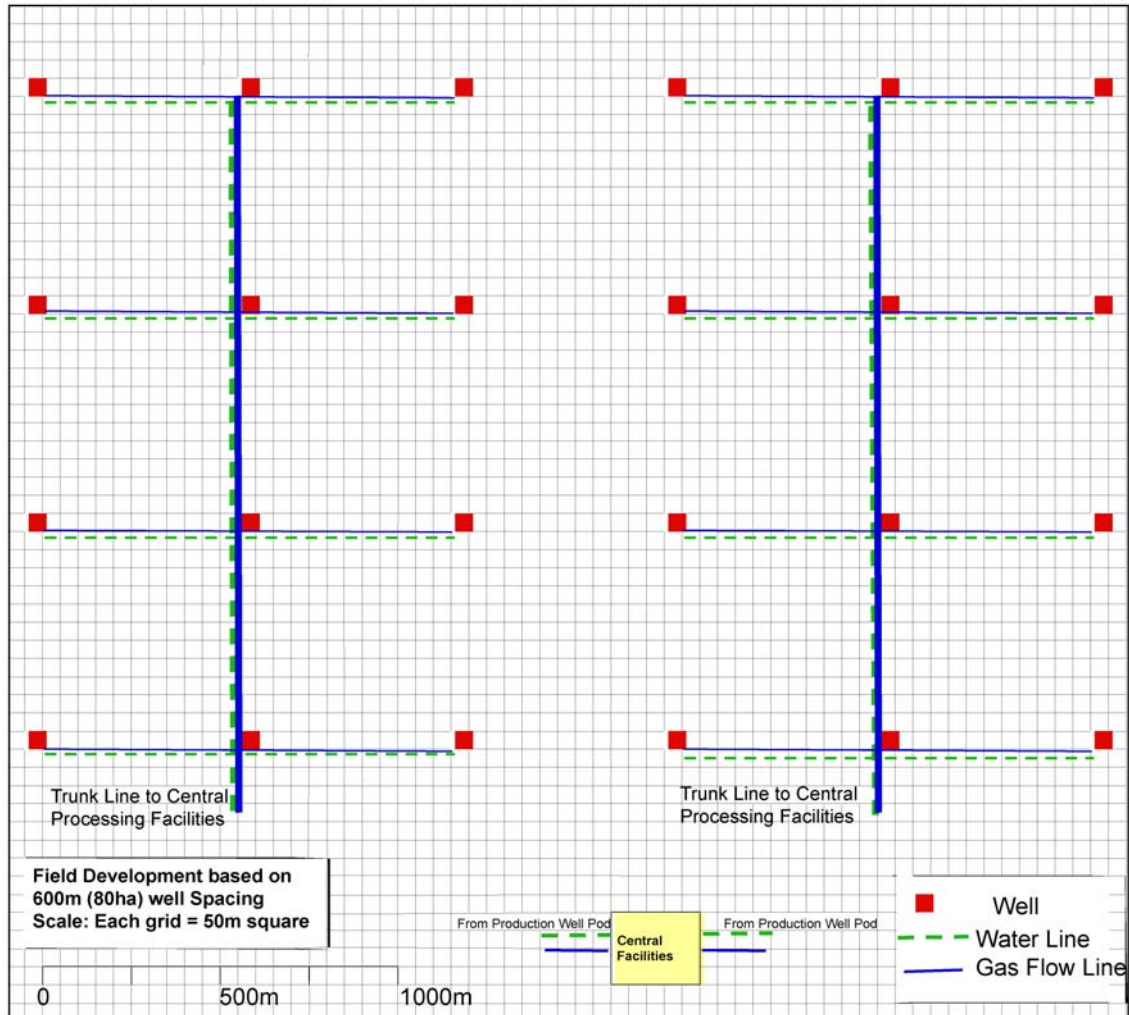 Trunk Line to Central
Processing Facilities
Trunk Line to Central
Processing Facilities
Field Development based on
600m (80ha) well Spacing
Scale: Each grid = 50m square
From Production Well Pod
From Production Well Pod
Central
Facilities
Well
Water Line
Gas Flow Line
0
500m
1000m